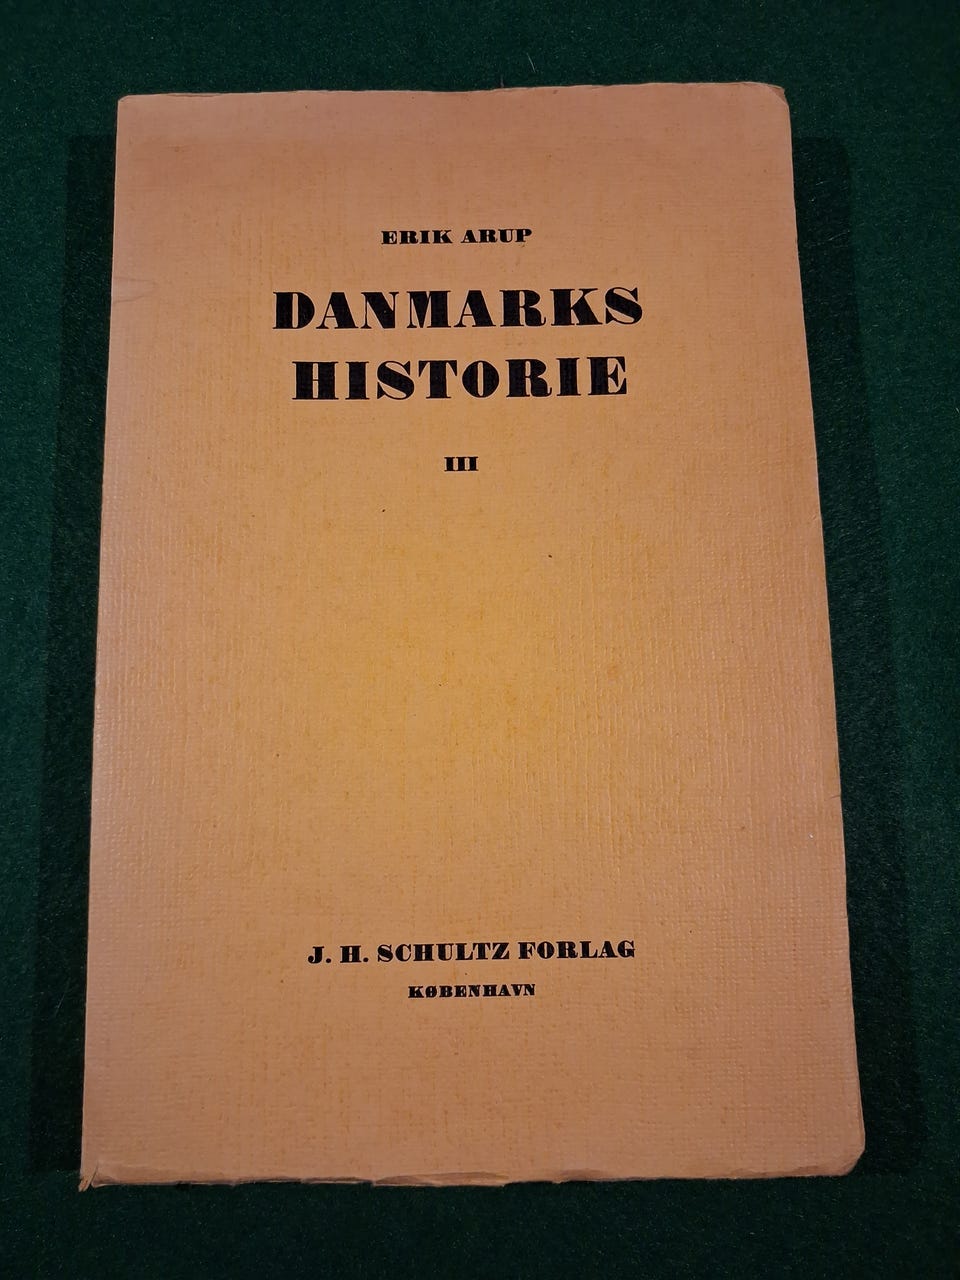 ERIK ARUP
DANMARKS
HISTORIE
III
J. H. SCHULTZ FORLAG
KØBENHAVN